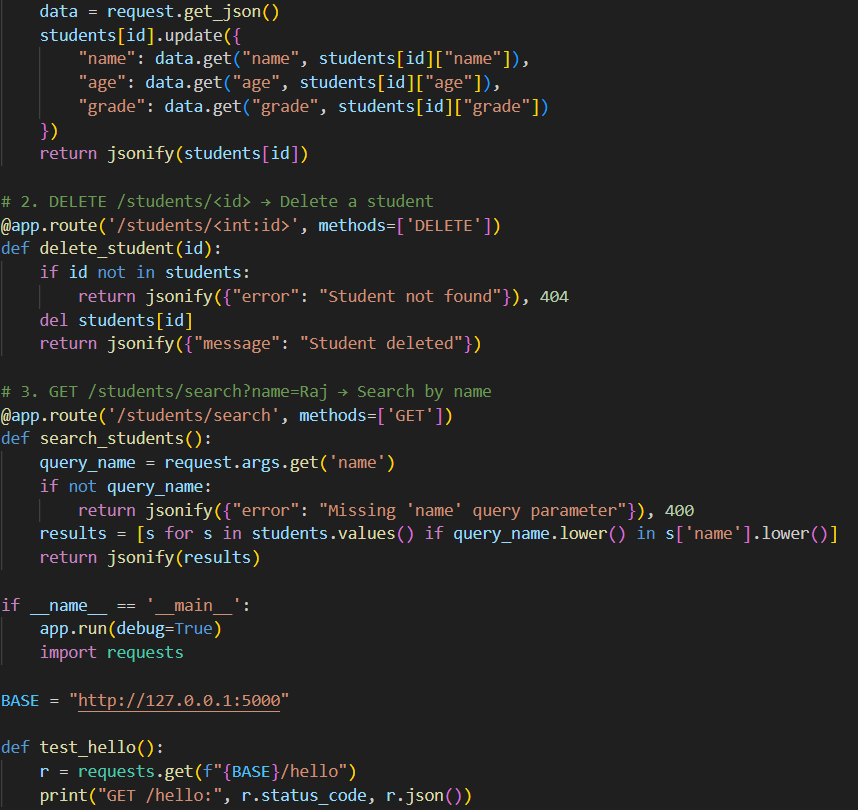 data = request.get_json()
    students[id].update({
        "name": data.get("name", students[id]["name"]),
        "age": data.get("age", students[id]["age"]),
        "grade": data.get("grade", students[id]["grade"])
    })
    return jsonify(students[id])

# 2. DELETE /students/<id> → Delete a student
@app.route('/students/<int:id>', methods=['DELETE'])
def delete_student(id):
    if id not in students:
        return jsonify({"error": "Student not found"}), 404
    del students[id]
    return jsonify({"message": "Student deleted"})

# 3. GET /students/search?name=Raj → Search by name
@app.route('/students/search', methods=['GET'])
def search_students():
    query_name = request.args.get('name')
    if not query_name:
        return jsonify({"error": "Missing 'name' query parameter"}), 400
    results = [s for s in students.values() if query_name.lower() in s['name'].lower()]
    return jsonify(results)

if __name__ == '__main__':
    app.run(debug=True)
    import requests

BASE = "http://127.0.0.1:5000"

def test_hello():
    r = requests.get(f"{BASE}/hello")
    print("GET /hello:", r.status_code, r.json())